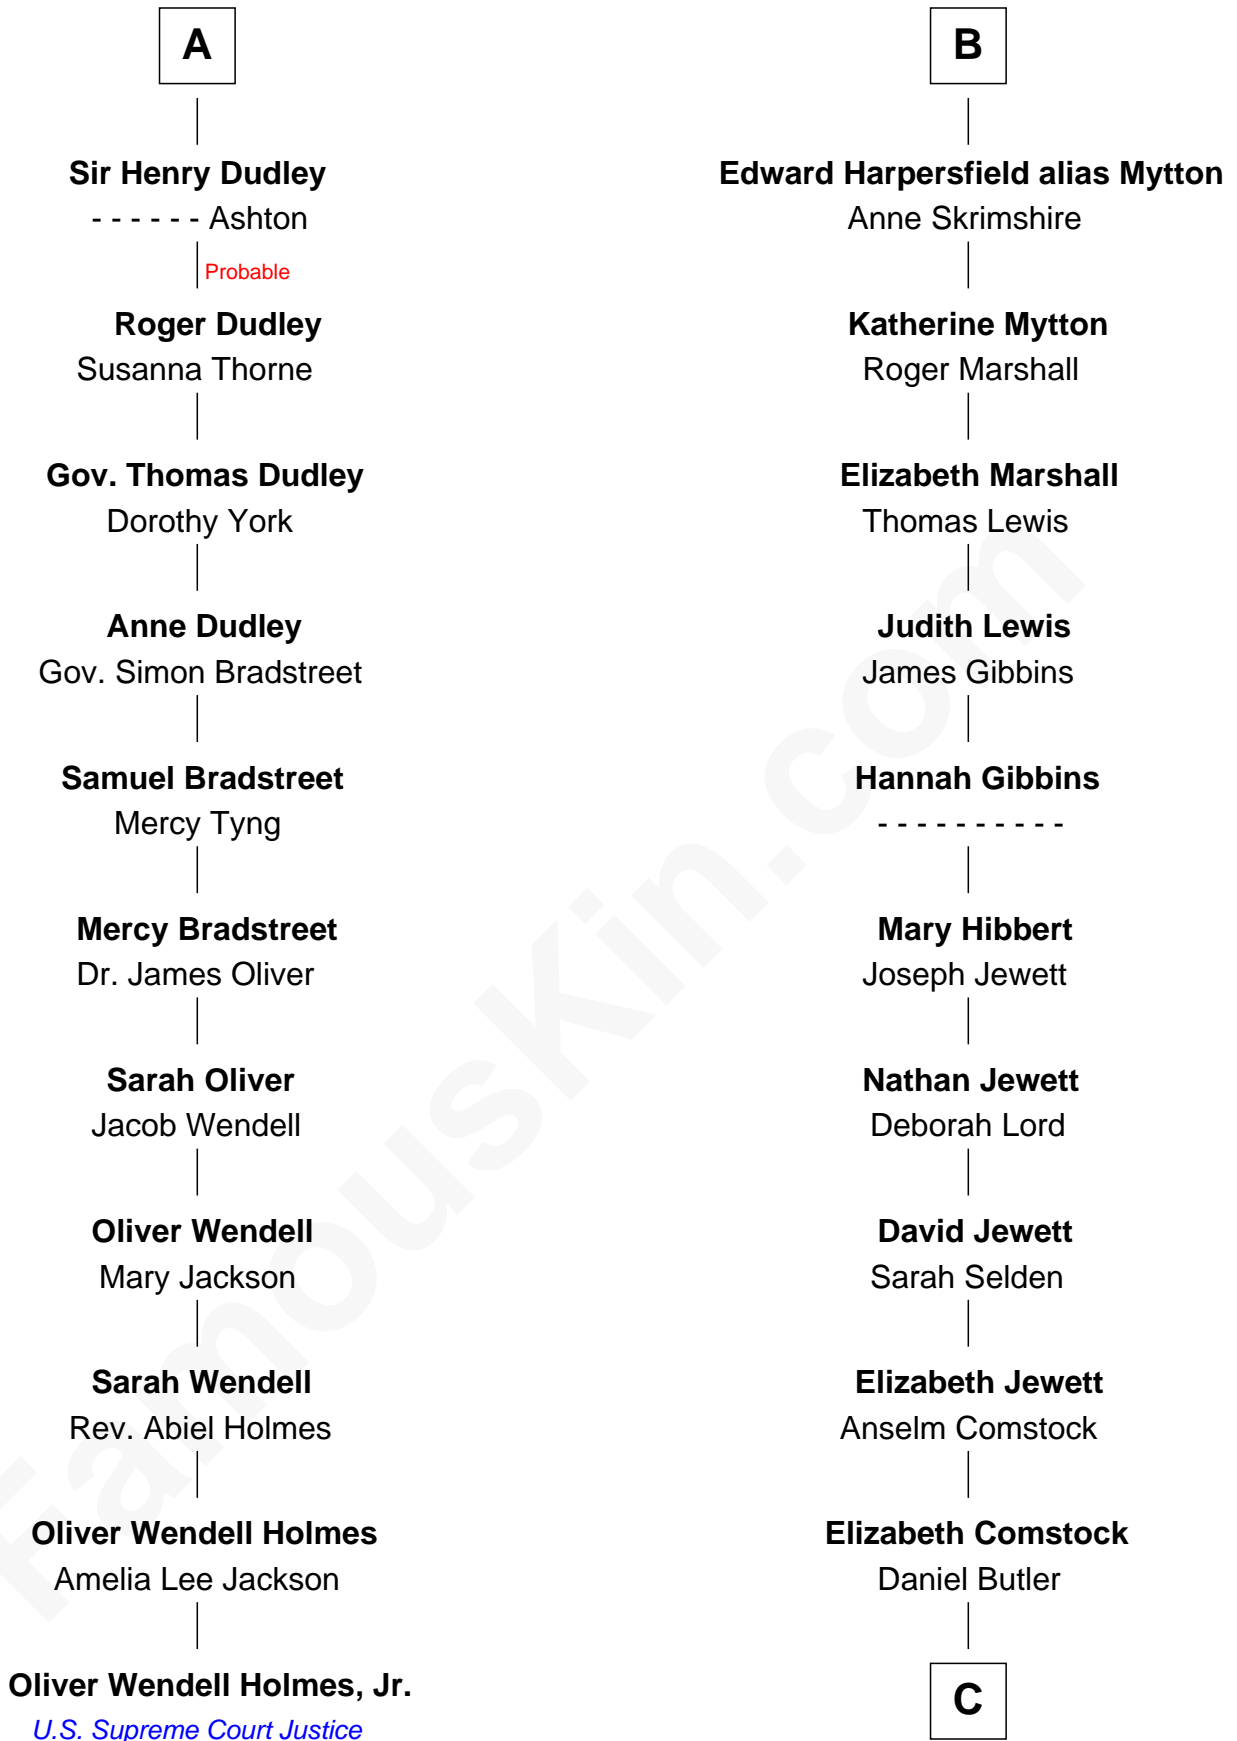 A
Sir Henry Dudley
- - - - - - Ashton
Probable
Roger Dudley
Susanna Thorne
Gov. Thomas Dudley
Dorothy York
Anne Dudley
Gov. Simon Bradstreet
Samuel Bradstreet
Mercy Tyng
Mercy Bradstreet
Dr. James Oliver
Sarah Oliver
Jacob Wendell
Oliver Wendell
Mary Jackson
Sarah Wendell
Rev. Abiel Holmes
Oliver Wendell Holmes
Amelia Lee Jackson
Oliver Wendell Holmes, Jr.
U.S. Supreme Court Justice
B
Edward Harpersfield alias Mytton
Anne Skrimshire
Katherine Mytton
Roger Marshall
Elizabeth Marshall
Thomas Lewis
Judith Lewis
James Gibbins
Hannah Gibbins
- - - - - - - - - -
Mary Hibbert
Joseph Jewett
Nathan Jewett
Deborah Lord
David Jewett
Sarah Selden
Elizabeth Jewett
Anselm Comstock
Elizabeth Comstock
Daniel Butler
C
FamousKin.com